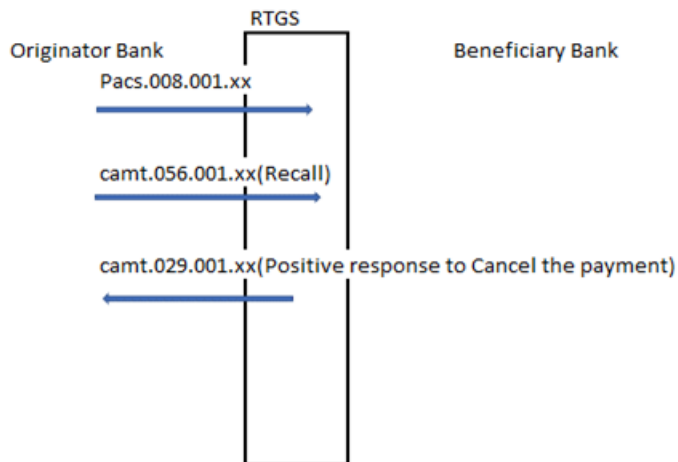 RTGS
Originator Bank
Beneficiary Bank
Pacs.008.001.xx
camt.056.001.xx(Recall)
camt.029.001.xx(Positive response to Cancel the payment)